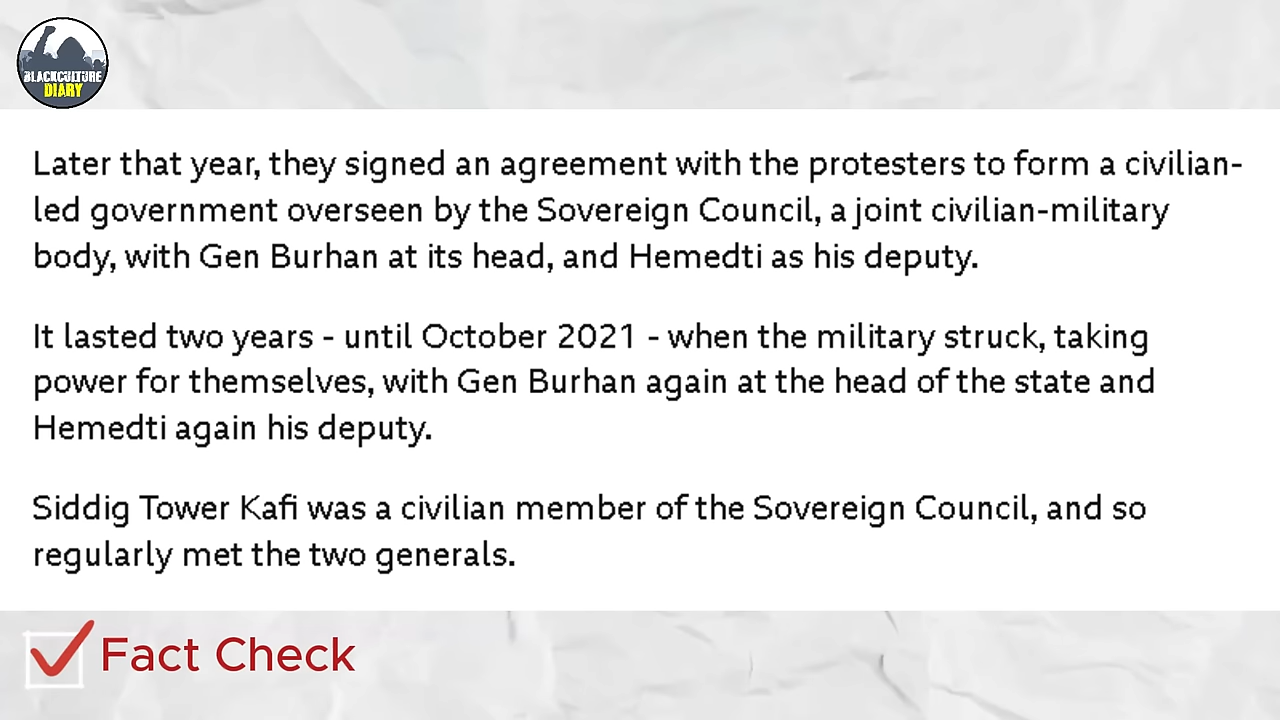 BLACKCULTURE
DIARY
Later that year, they signed an agreement with the protesters to form a civilian-
led government overseen by the Sovereign Council, a joint civilian-military
body, with Gen Burhan at its head, and Hemedti as his deputy.
It lasted two years - until October 2021 - when the military struck, taking
power for themselves, with Gen Burhan again at the head of the state and
Hemedti again his deputy.
Siddig Tower Kafi was a civilian member of the Sovereign Council, and so
regularly met the two generals.
Fact Check